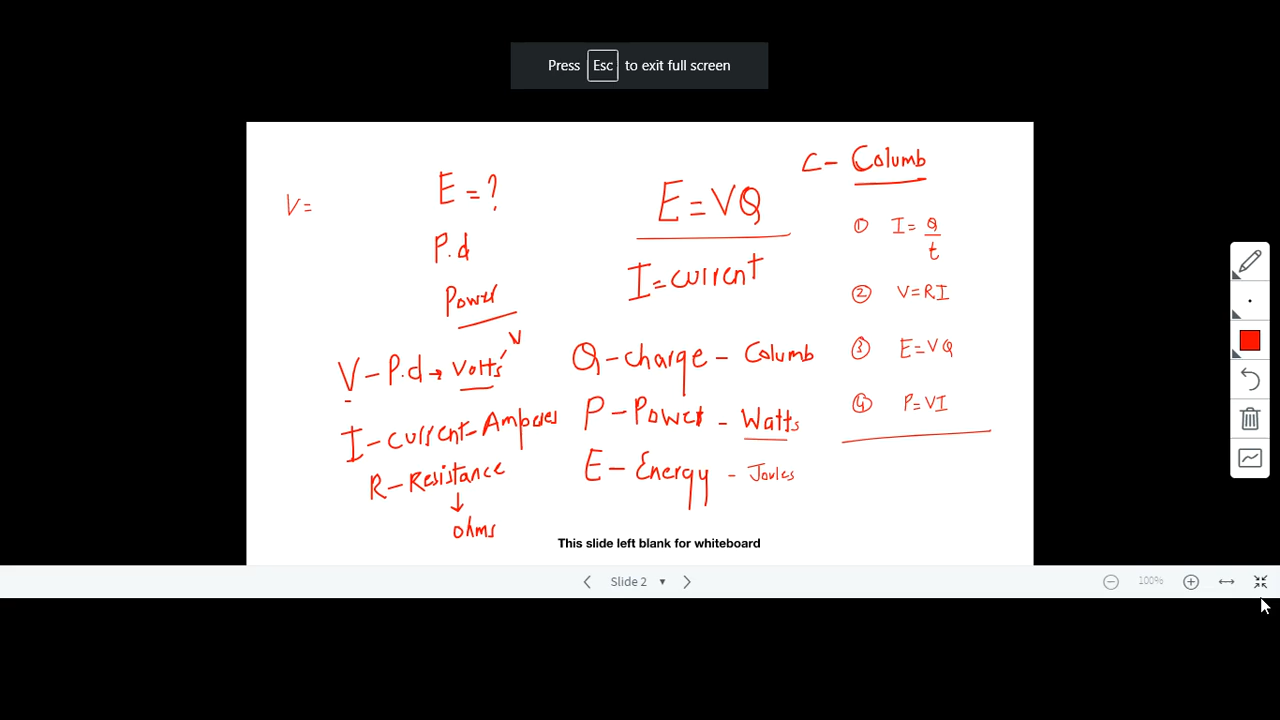 Press Esc to exit full screen
C- Columb
V=
E = ?
E = VQ
P.d
I = current
Power
① I = Q/t
② V = RI
③ E = VQ
④ P = VI
V - P.d → Volts V
I - current - Amperes
R - Resistance
↓
ohms
Q - charge - Columb
P - Power - Watts
E - Energy - Joules
This slide left blank for whiteboard
Slide 2
100%